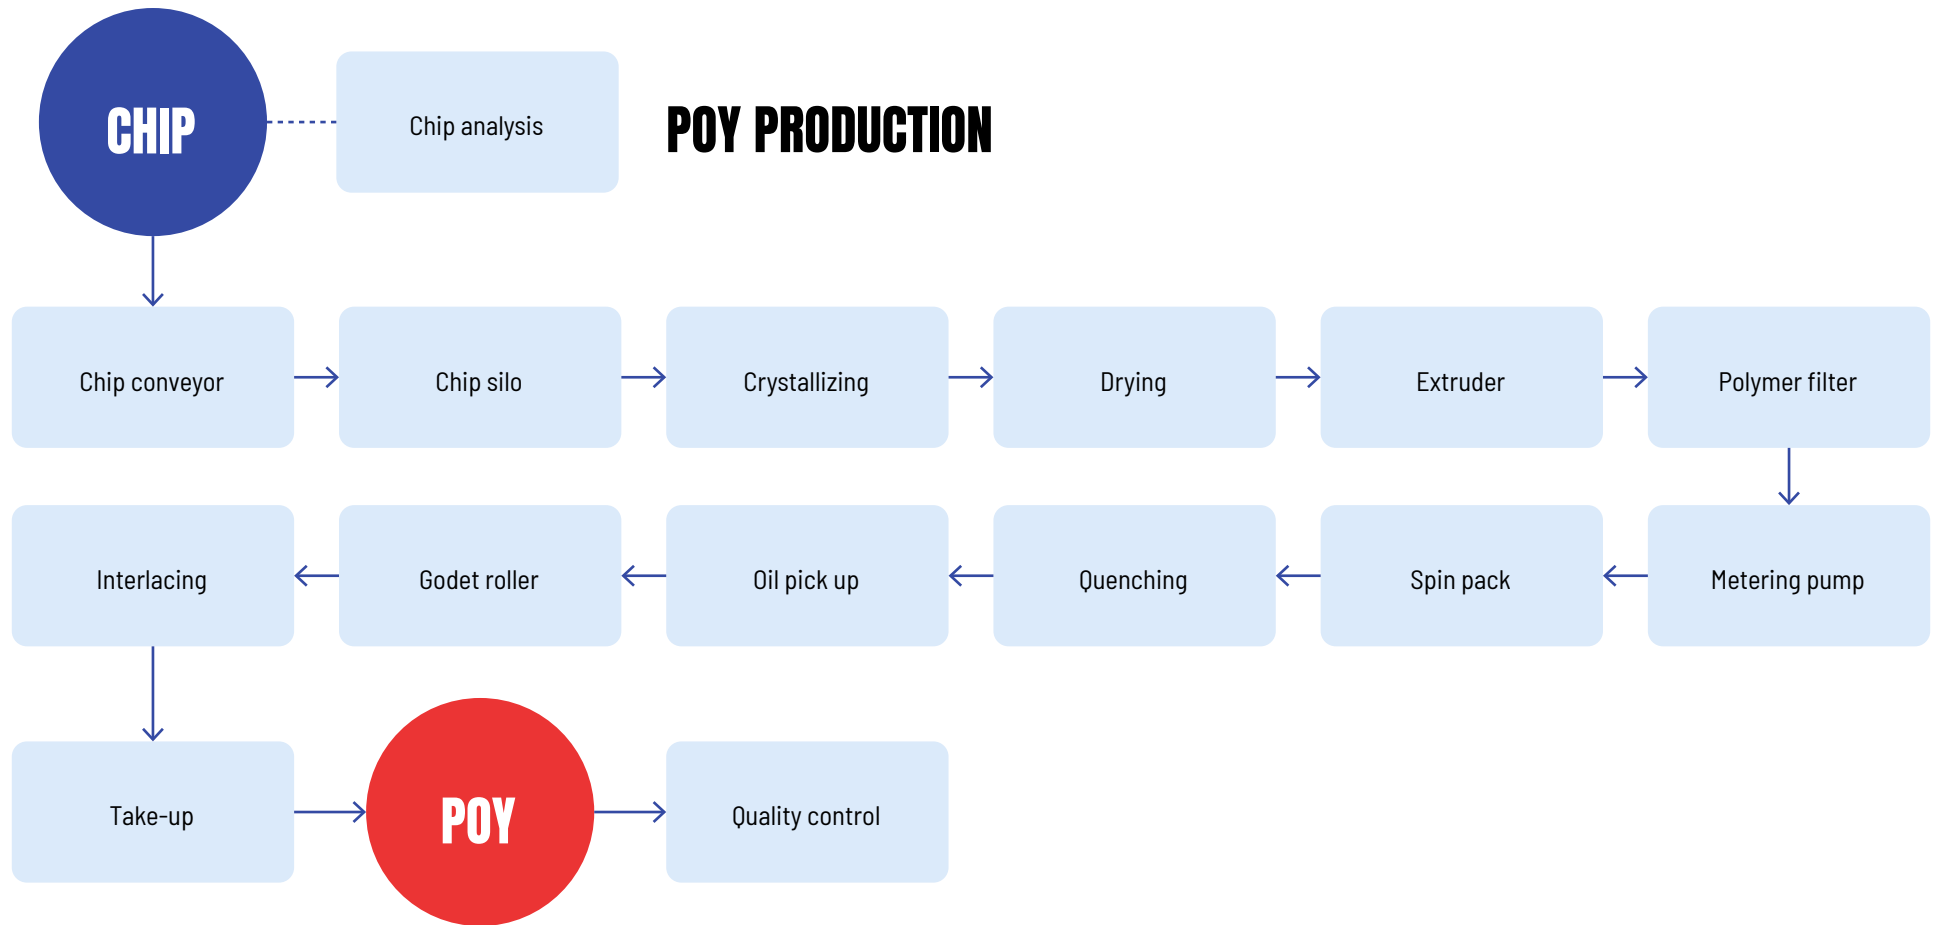 CHIP
Chip analysis
POY PRODUCTION
Chip conveyor
Chip silo
Crystallizing
Drying
Extruder
Polymer filter
Interlacing
Godet roller
Oil pick up
Quenching
Spin pack
Metering pump
Take-up
POY
Quality control